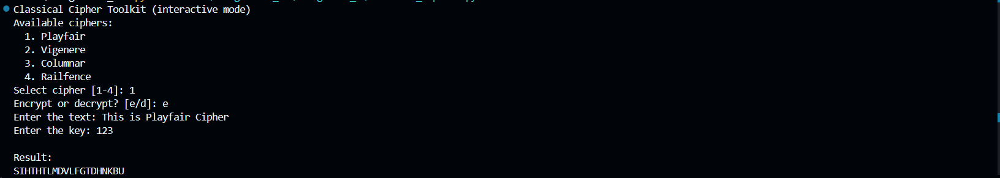 Classical Cipher Toolkit (interactive mode)
Available ciphers:
1. Playfair
2. Vigenere
3. Columnar
4. Railfence
Select cipher [1-4]: 1
Encrypt or decrypt? [e/d]: e
Enter the text: This is Playfair Cipher
Enter the key: 123
Result:
SIHTHTLMDVLFGTDHNKBU